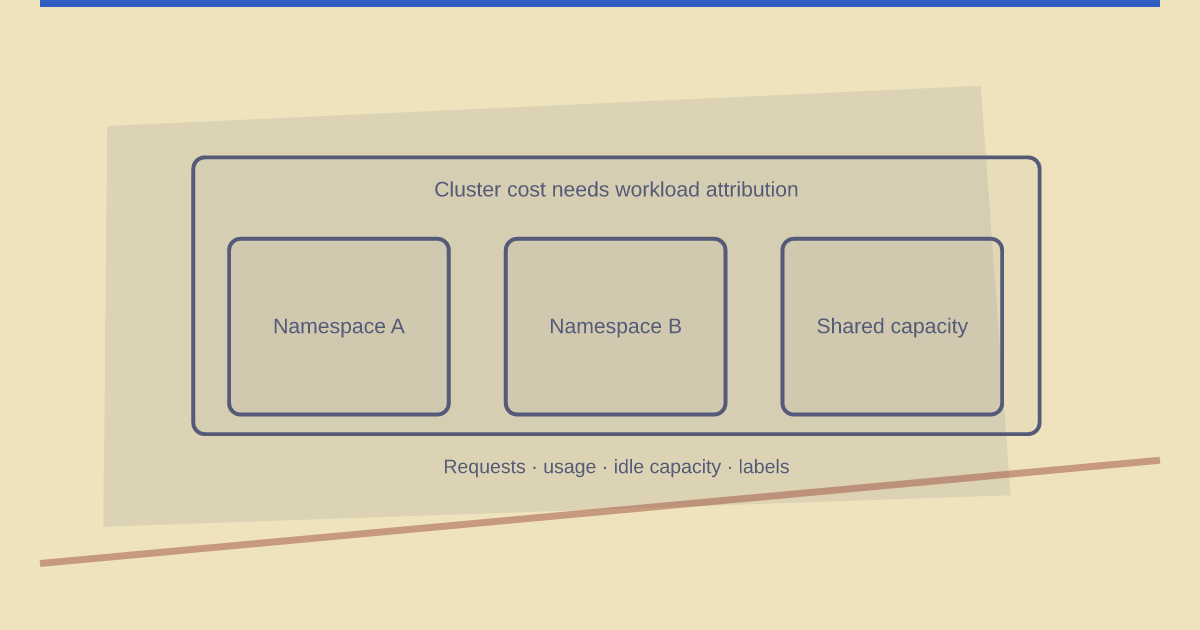 Cluster cost needs workload attribution
Namespace A
Namespace B
Shared capacity
Requests · usage · idle capacity · labels